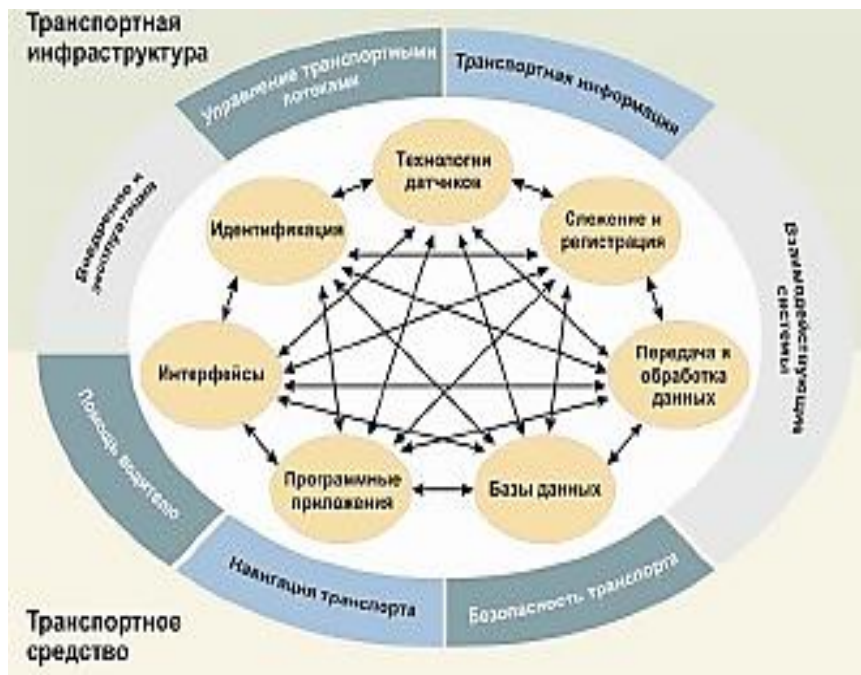 Транспортная
инфраструктура
Управление транспортными
потоками
Транспортная информация
Внедрение и
эксплуатация
Взаимодействующие
системы
Технологии
датчиков
Идентификация
Слежение и
регистрация
Интерфейсы
Передача и
обработка
данных
Программные
приложения
Базы данных
Помощь водителю
Навигация транспорта
Безопасность транспорта
Транспортное
средство